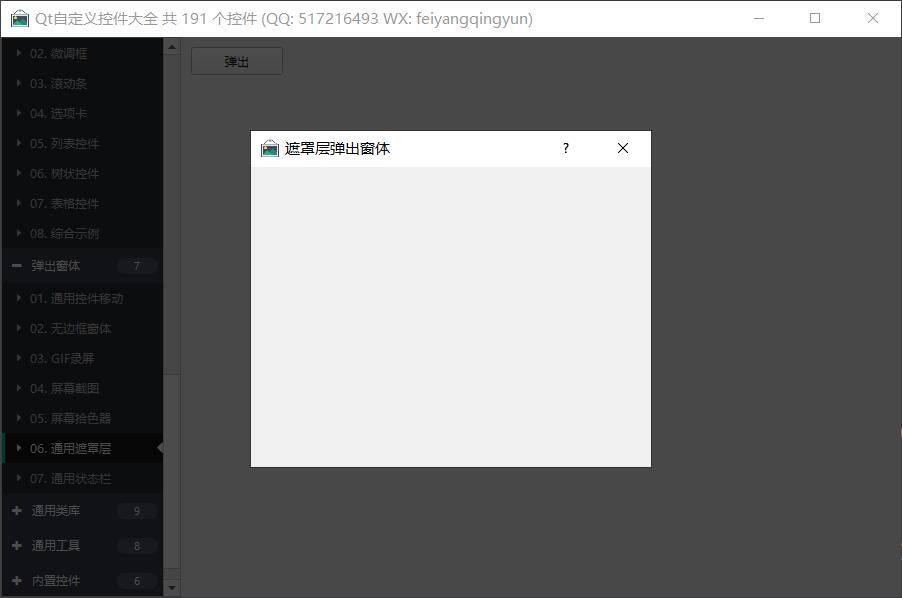 Qt自定义控件大全 共 191 个控件 (QQ: 517216493 WX: feiyangqingyun)
02. 微调框
03. 滚动条
04. 选项卡
05. 列表控件
06. 树状控件
07. 表格控件
08. 综合示例
弹出窗体 7
01. 通用控件移动
02. 无边框窗体
03. GIF录屏
04. 屏幕截图
05. 屏幕拾色器
06. 通用遮罩层
07. 通用状态栏
通用类库 9
通用工具 8
内置控件 6
弹出
遮罩层弹出窗体 ?